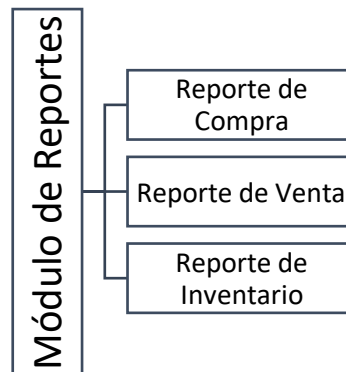 Módulo de Reportes
Reporte de
Compra
Reporte de Venta
Reporte de
Inventario